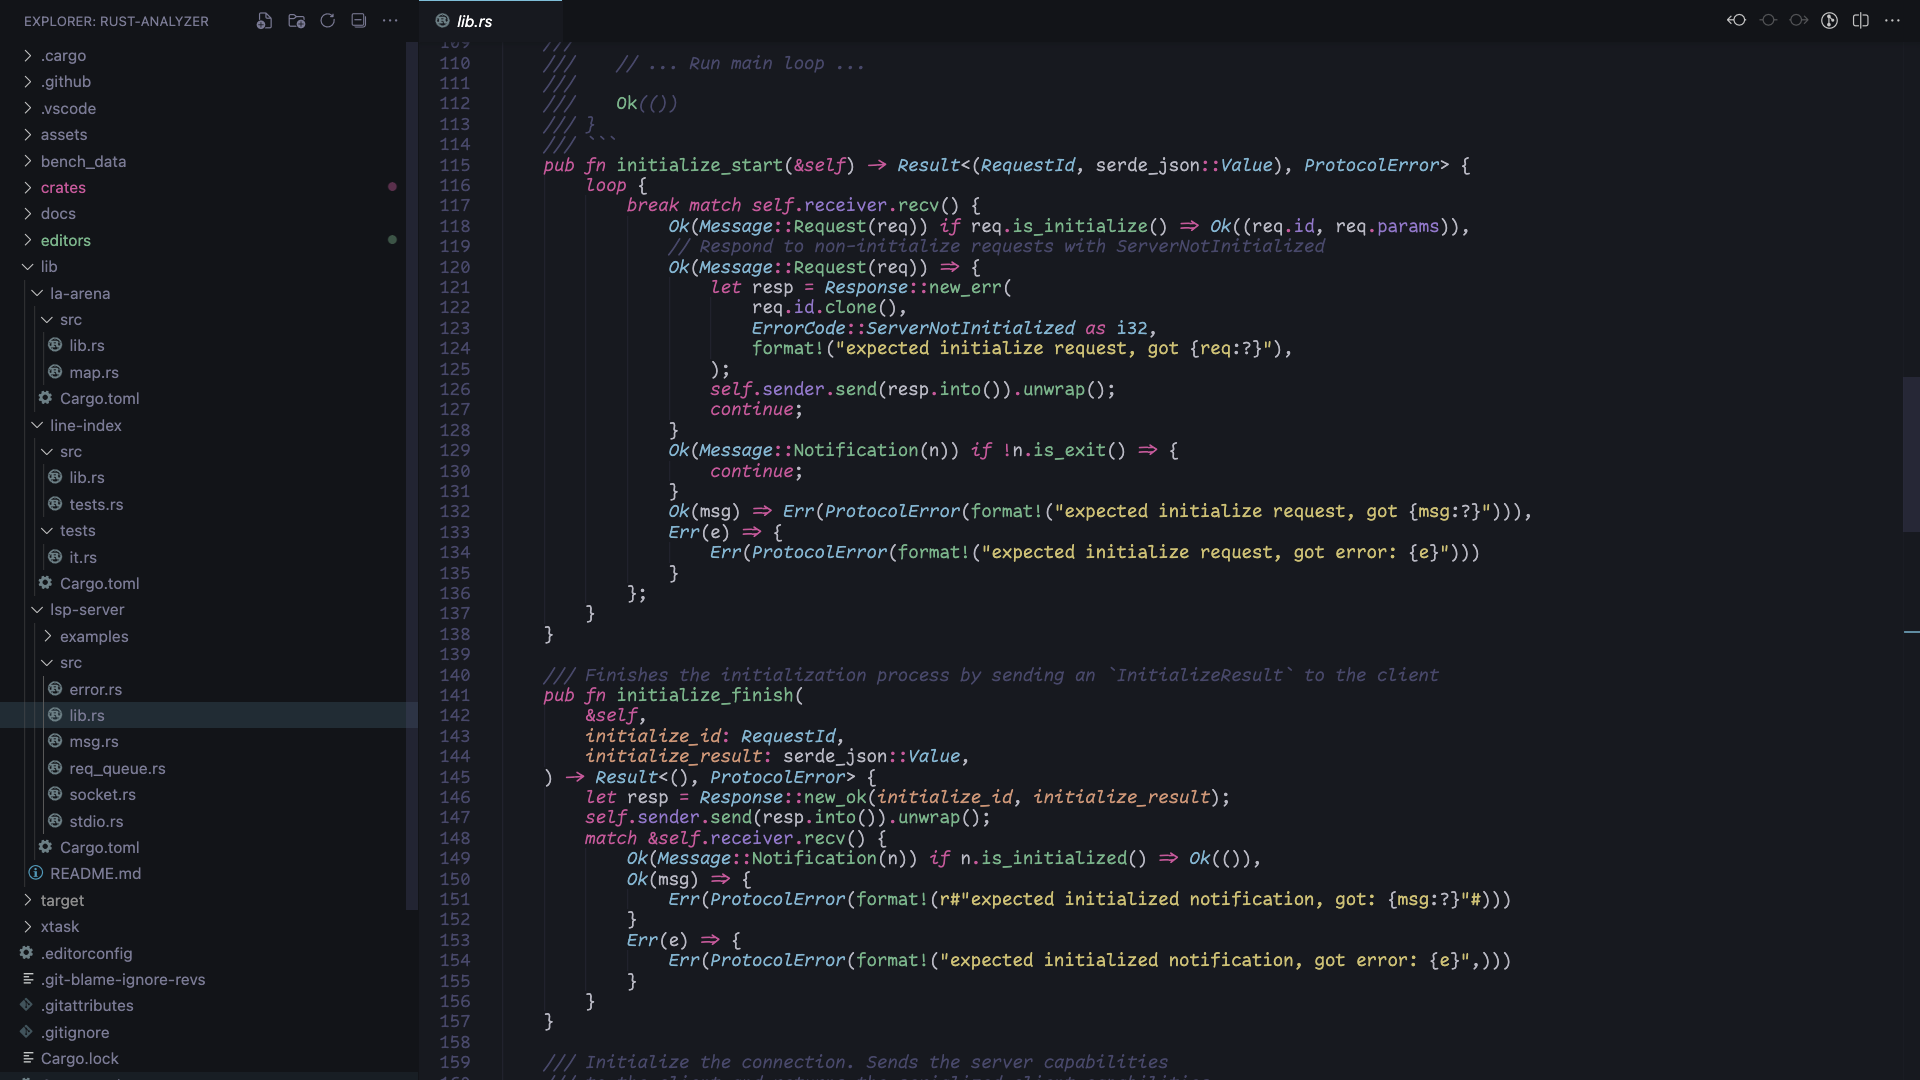 EXPLORER: RUST-ANALYZER
.cargo
.github
.vscode
assets
bench_data
crates
docs
editors
lib
la-arena
src
lib.rs
map.rs
Cargo.toml
line-index
src
lib.rs
tests.rs
tests
it.rs
Cargo.toml
lsp-server
examples
src
error.rs
lib.rs
msg.rs
req_queue.rs
socket.rs
stdio.rs
Cargo.toml
README.md
target
xtask
.editorconfig
.git-blame-ignore-revs
.gitattributes
.gitignore
Cargo.lock
lib.rs
109 ///
110 ///    // ... Run main loop ...
111 ///
112 ///    Ok(())
113 /// }
114 /// ```
115 pub fn initialize_start(&self) -> Result<(RequestId, serde_json::Value), ProtocolError> {
116     loop {
117         break match self.receiver.recv() {
118             Ok(Message::Request(req)) if req.is_initialize() => Ok((req.id, req.params)),
119             // Respond to non-initialize requests with ServerNotInitialized
120             Ok(Message::Request(req)) => {
121                 let resp = Response::new_err(
122                     req.id.clone(),
123                     ErrorCode::ServerNotInitialized as i32,
124                     format!("expected initialize request, got {req:?}"),
125                 );
126                 self.sender.send(resp.into()).unwrap();
127                 continue;
128             }
129             Ok(Message::Notification(n)) if !n.is_exit() => {
130                 continue;
131             }
132             Ok(msg) => Err(ProtocolError(format!("expected initialize request, got {msg:?}"))),
133             Err(e) => {
134                 Err(ProtocolError(format!("expected initialize request, got error: {e}")))
135             }
136         };
137     }
138 }
139
140 /// Finishes the initialization process by sending an `InitializeResult` to the client
141 pub fn initialize_finish(
142     &self,
143     initialize_id: RequestId,
144     initialize_result: serde_json::Value,
145 ) -> Result<(), ProtocolError> {
146     let resp = Response::new_ok(initialize_id, initialize_result);
147     self.sender.send(resp.into()).unwrap();
148     match &self.receiver.recv() {
149         Ok(Message::Notification(n)) if n.is_initialized() => Ok(()),
150         Ok(msg) => {
151             Err(ProtocolError(format!(r#"expected initialized notification, got: {msg:?}"#)))
152         }
153         Err(e) => {
154             Err(ProtocolError(format!("expected initialized notification, got error: {e}",)))
155         }
156     }
157 }
158
159 /// Initialize the connection. Sends the server capabilities
160 /// to the client and returns the serialized client capabilities